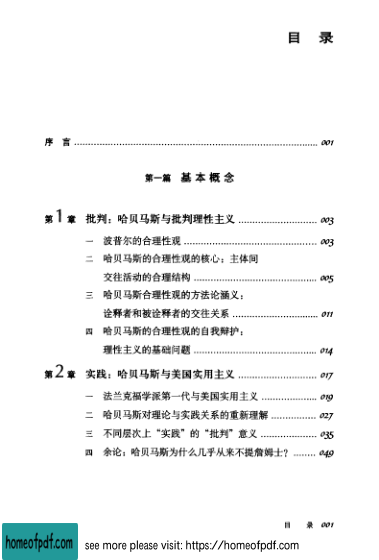 目 录
序 言 ........................ 001
第一篇 基本概念
第1章 批判：哈贝马斯与批判理性主义 ........................ 003
一 波普尔的合理性观 ........................ 003
二 哈贝马斯的合理性观的核心：主体间
交往活动的合理结构 ........................ 005
三 哈贝马斯合理性观的方法论涵义：
诠释者和被诠释者的交往关系 ........................ 011
四 哈贝马斯的合理性观的自我辩护：
理性主义的基础问题 ........................ 014
第2章 实践：哈贝马斯与美国实用主义 ........................ 017
一 法兰克福学派第一代与美国实用主义 ........................ 019
二 哈贝马斯对理论与实践关系的重新理解 ........................ 027
三 不同层次上“实践”的“批判”意义 ........................ 035
四 余论：哈贝马斯为什么几乎从来不提詹姆士？ ........ 049
目 录 001
homeofpdf.com
see more please visit: https://homeofpdf.com